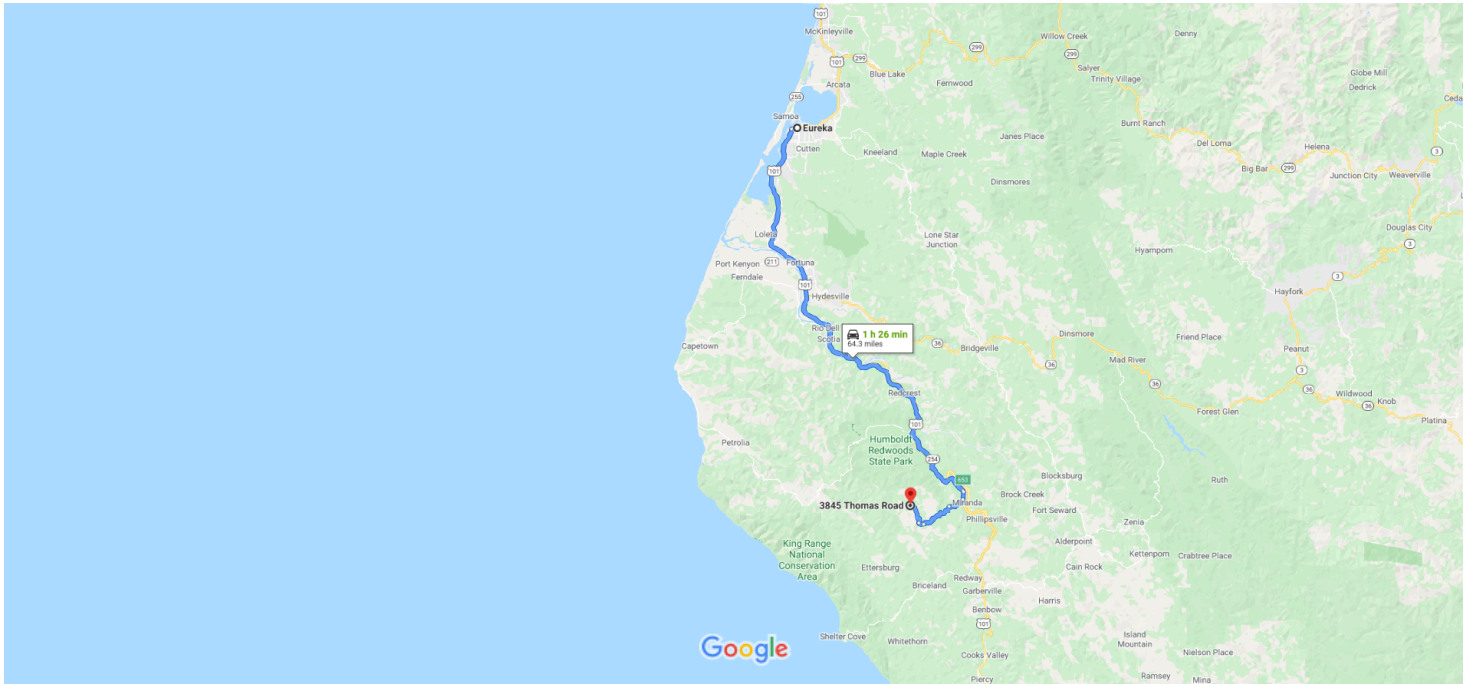 101
McKinleyville
Willow Creek
Denny
299
299
101
299
Salyer
Trinity Village
Blue Lake
Fernwood
Globe Mill
Dedrick
Arcata
255
Ceda
Samoa
Eureka
Burnt Ranch
Janes Place
Cutten
Del Loma
Helena
3
Kneeland
Maple Creek
Big Bar
299
Junction City
Weaverville
101
Dinsmores
L
Douglas City
Loleta
Lone Star
Junction
3
Hyampom
Port Kenyon
211
Fortuna
Ferndale
3
101
Hayfork
Hydesville
Rio Dell
Scotia
1 h 26 min
64.3 miles
Dinsmore
Friend Place
Capetown
36
Bridgeville
36
Peanut
Mad River
3
36
36
Redcrest
Wildwood
36
Knob
Forest Glen
Platina
101
Petrolia
Humboldt
Redwoods
State Park
254
Blocksburg
Ruth
653
Brock Creek
3845 Thomas Road
Miranda
Fort Seward
Phillipsville
Zenia
King Range
National
Conservation
Area
Alderpoint
Kettenpom
Crabtree Place
Ettersburg
Cain Rock
Redway
Briceland
Garberville
Harris
Benbow
101
Shelter Cove
Whitethorn
Island
Mountain
Google
Cooks Valley
Nielson Place
Piercy
Ramsey
Mina